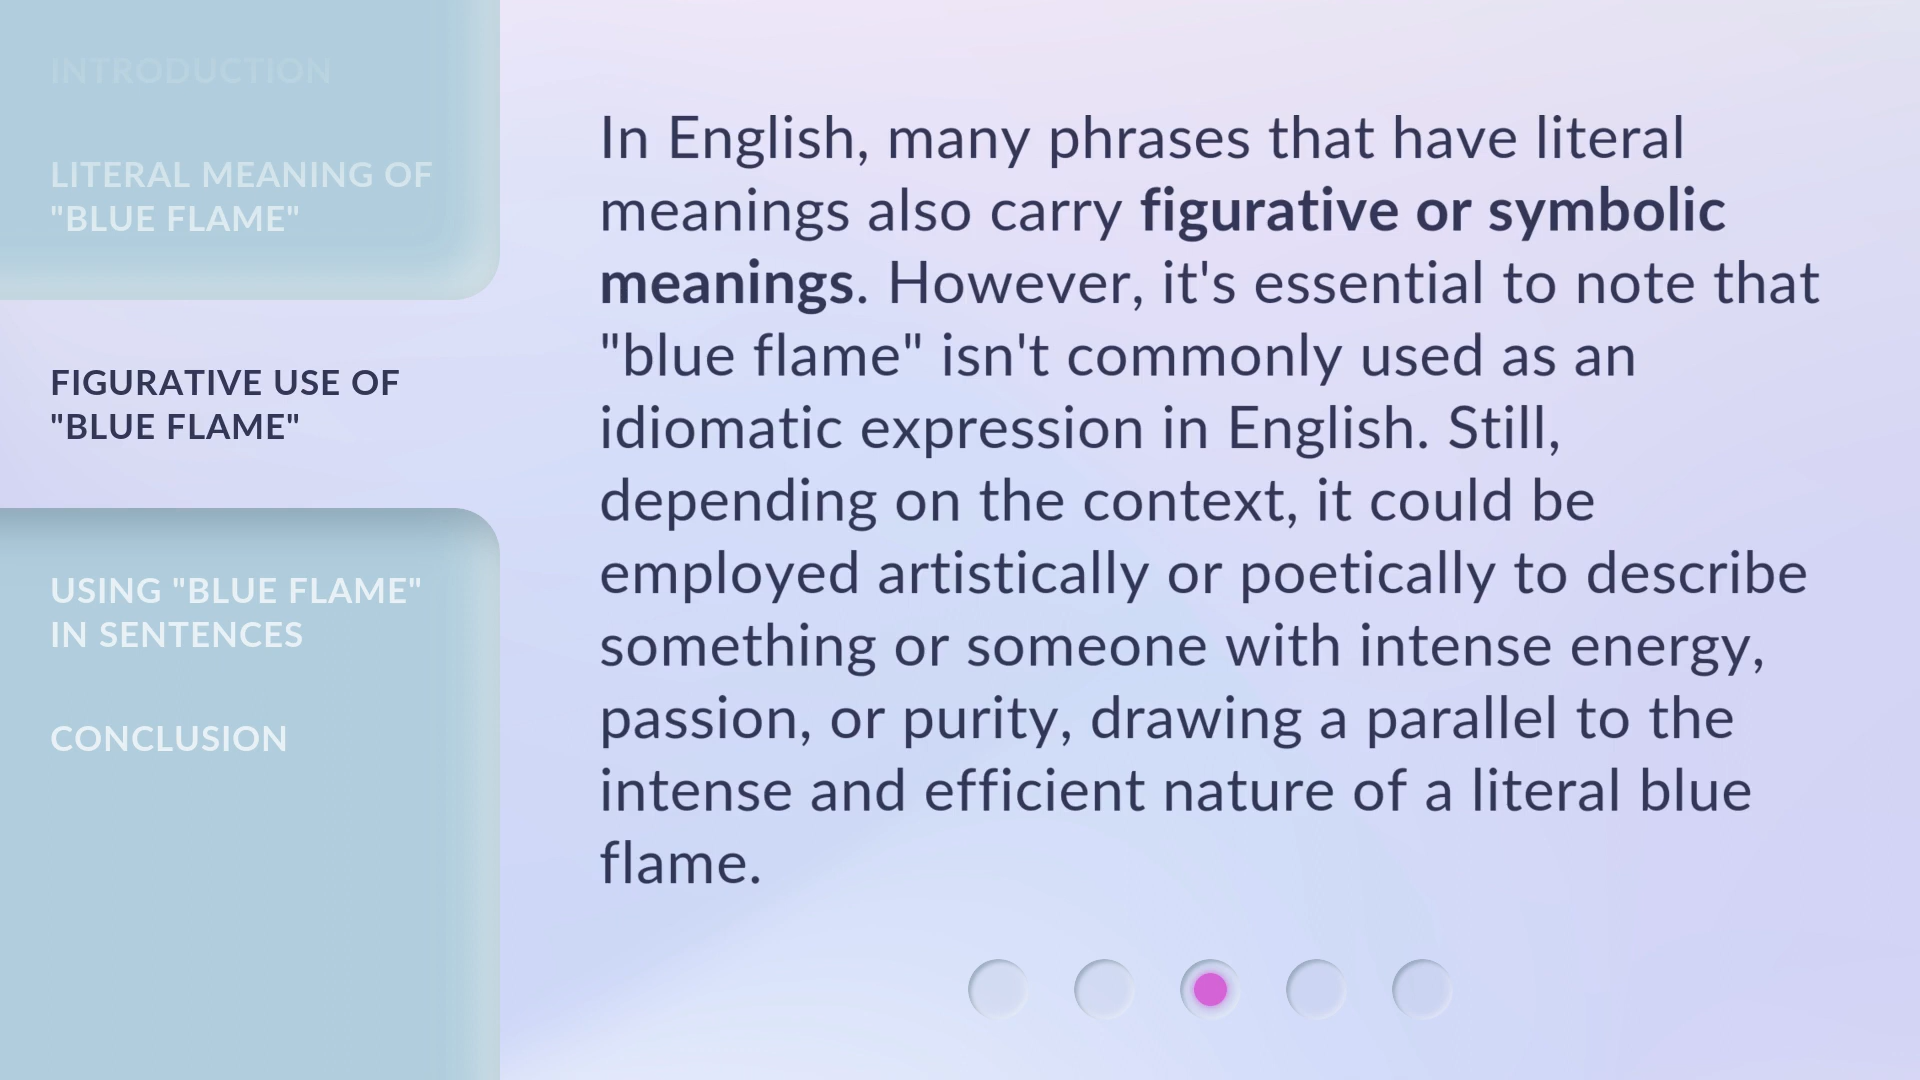 INTRODUCTION
LITERAL MEANING OF
"BLUE FLAME"
FIGURATIVE USE OF
"BLUE FLAME"
USING "BLUE FLAME"
IN SENTENCES
CONCLUSION
In English, many phrases that have literal
meanings also carry figurative or symbolic
meanings. However, it's essential to note that
"blue flame" isn't commonly used as an
idiomatic expression in English. Still,
depending on the context, it could be
employed artistically or poetically to describe
something or someone with intense energy,
passion, or purity, drawing a parallel to the
intense and efficient nature of a literal blue
flame.